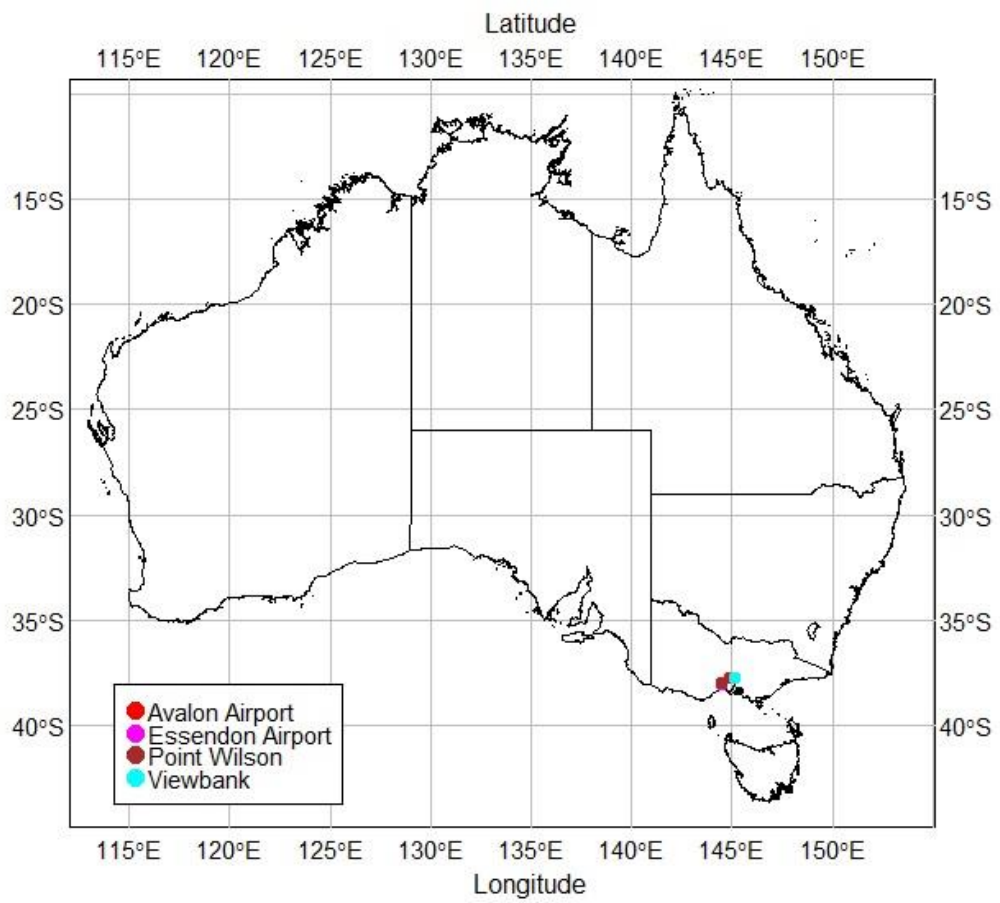 Latitude
115°E 120°E 125°E 130°E 135°E 140°E 145°E 150°E
15°S 15°S
20°S 20°S
25°S 25°S
30°S 30°S
35°S 35°S
40°S 40°S
Avalon Airport
Essendon Airport
Point Wilson
Viewbank
115°E 120°E 125°E 130°E 135°E 140°E 145°E 150°E
Longitude